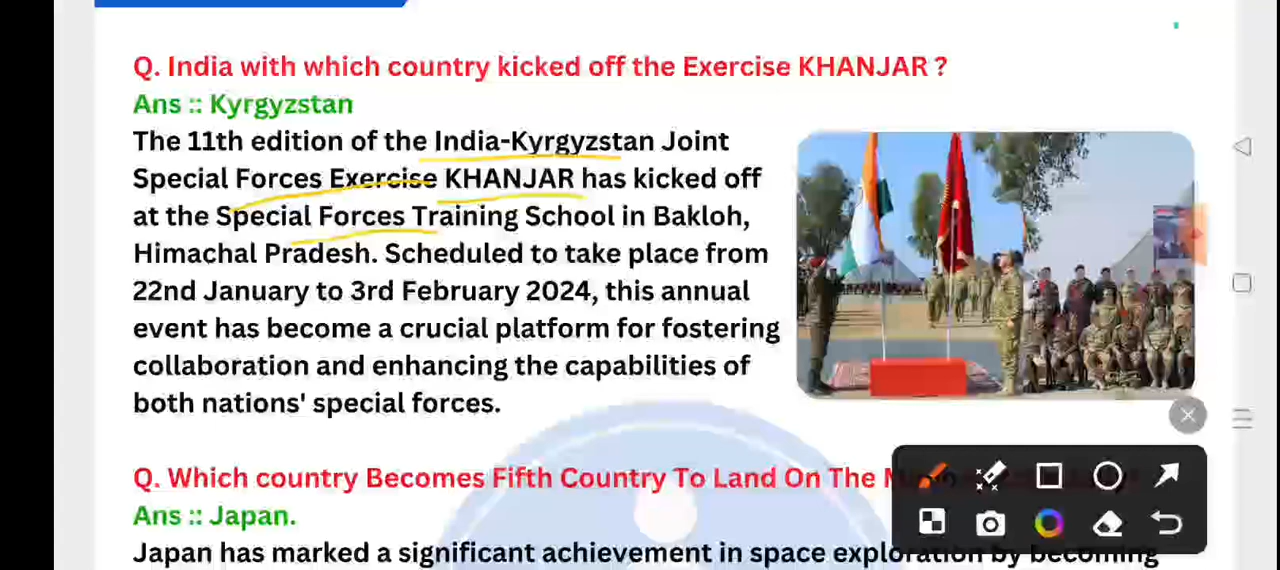 Q. India with which country kicked off the Exercise KHANJAR ?
Ans :: Kyrgyzstan
The 11th edition of the India-Kyrgyzstan Joint
Special Forces Exercise KHANJAR has kicked off
at the Special Forces Training School in Bakloh,
Himachal Pradesh. Scheduled to take place from
22nd January to 3rd February 2024, this annual
event has become a crucial platform for fostering
collaboration and enhancing the capabilities of
both nations' special forces.
Q. Which country Becomes Fifth Country To Land On The
Ans :: Japan.
Japan has marked a significant achievement in space exploration by becoming